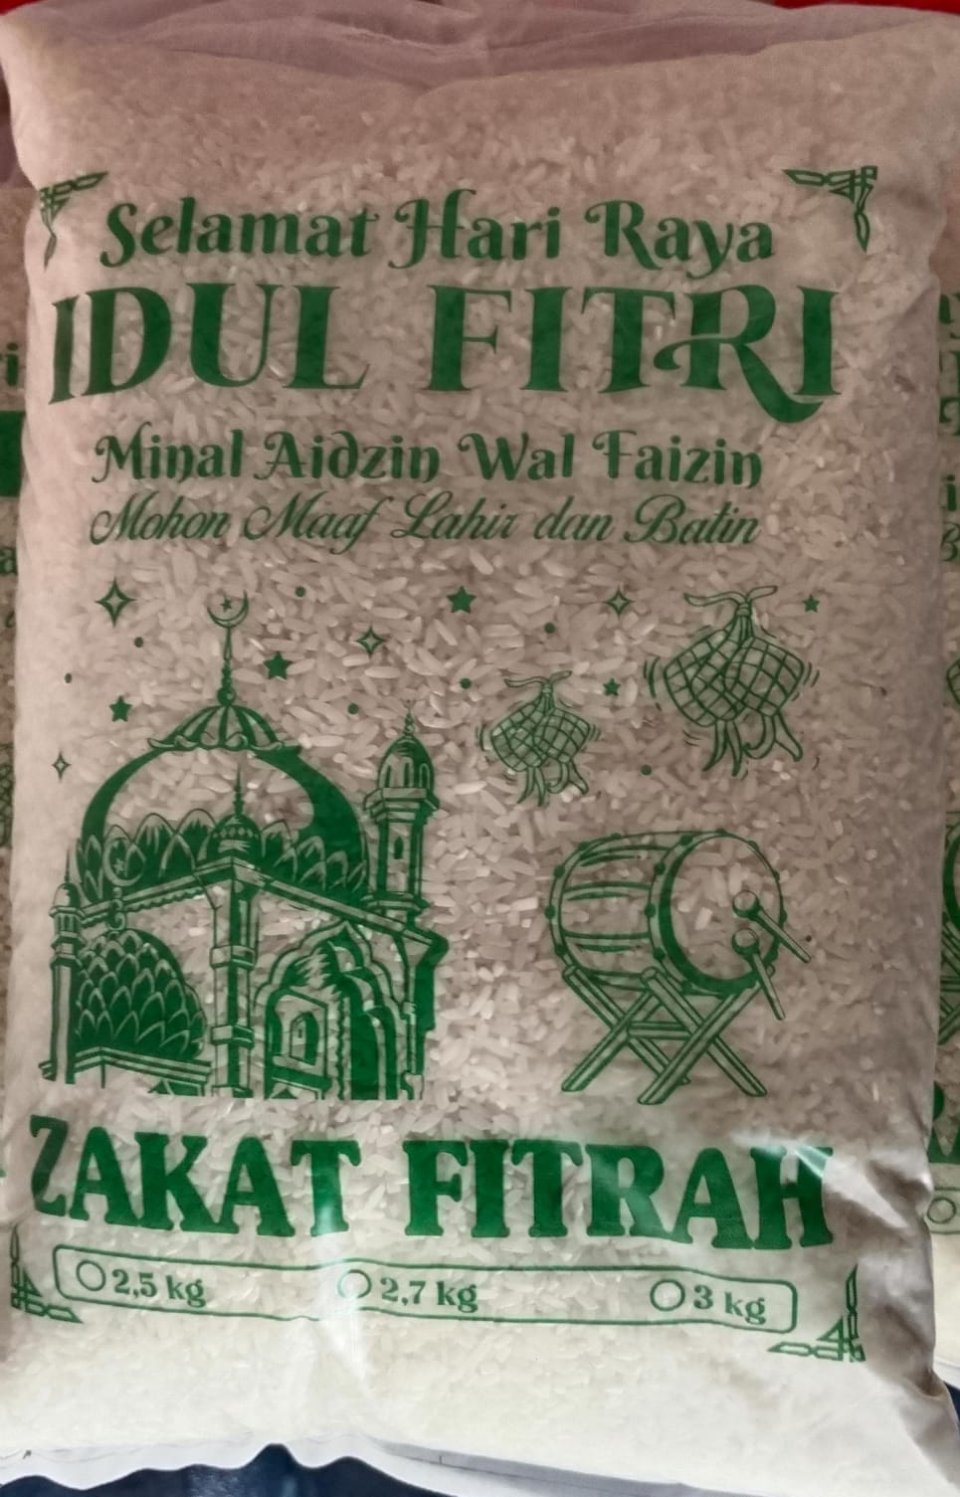 Selamat Hari Raya
IDUL FITRI
Minal Aidzin Wal Faizin
Mohon Maaf Lahir dan Batin
ZAKAT FITRAH
2,5 kg 2,7 kg 3 kg